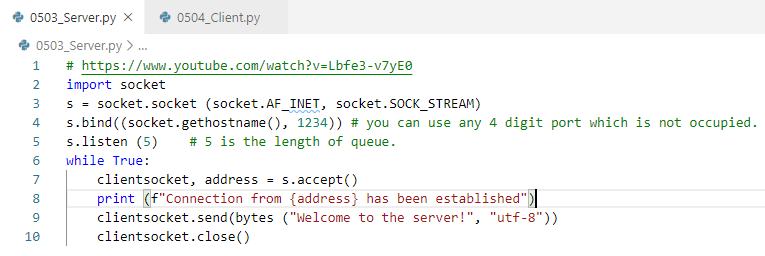 0503_Server.py ×
0504_Client.py
0503_Server.py > ...
1 # https://www.youtube.com/watch?v=Lbfe3-v7yE0
2 import socket
3 s = socket.socket (socket.AF_INET, socket.SOCK_STREAM)
4 s.bind((socket.gethostname(), 1234)) # you can use any 4 digit port which is not occupied.
5 s.listen (5)    # 5 is the length of queue.
6 while True:
7     clientsocket, address = s.accept()
8     print (f"Connection from {address} has been established")
9     clientsocket.send(bytes ("Welcome to the server!", "utf-8"))
10     clientsocket.close()